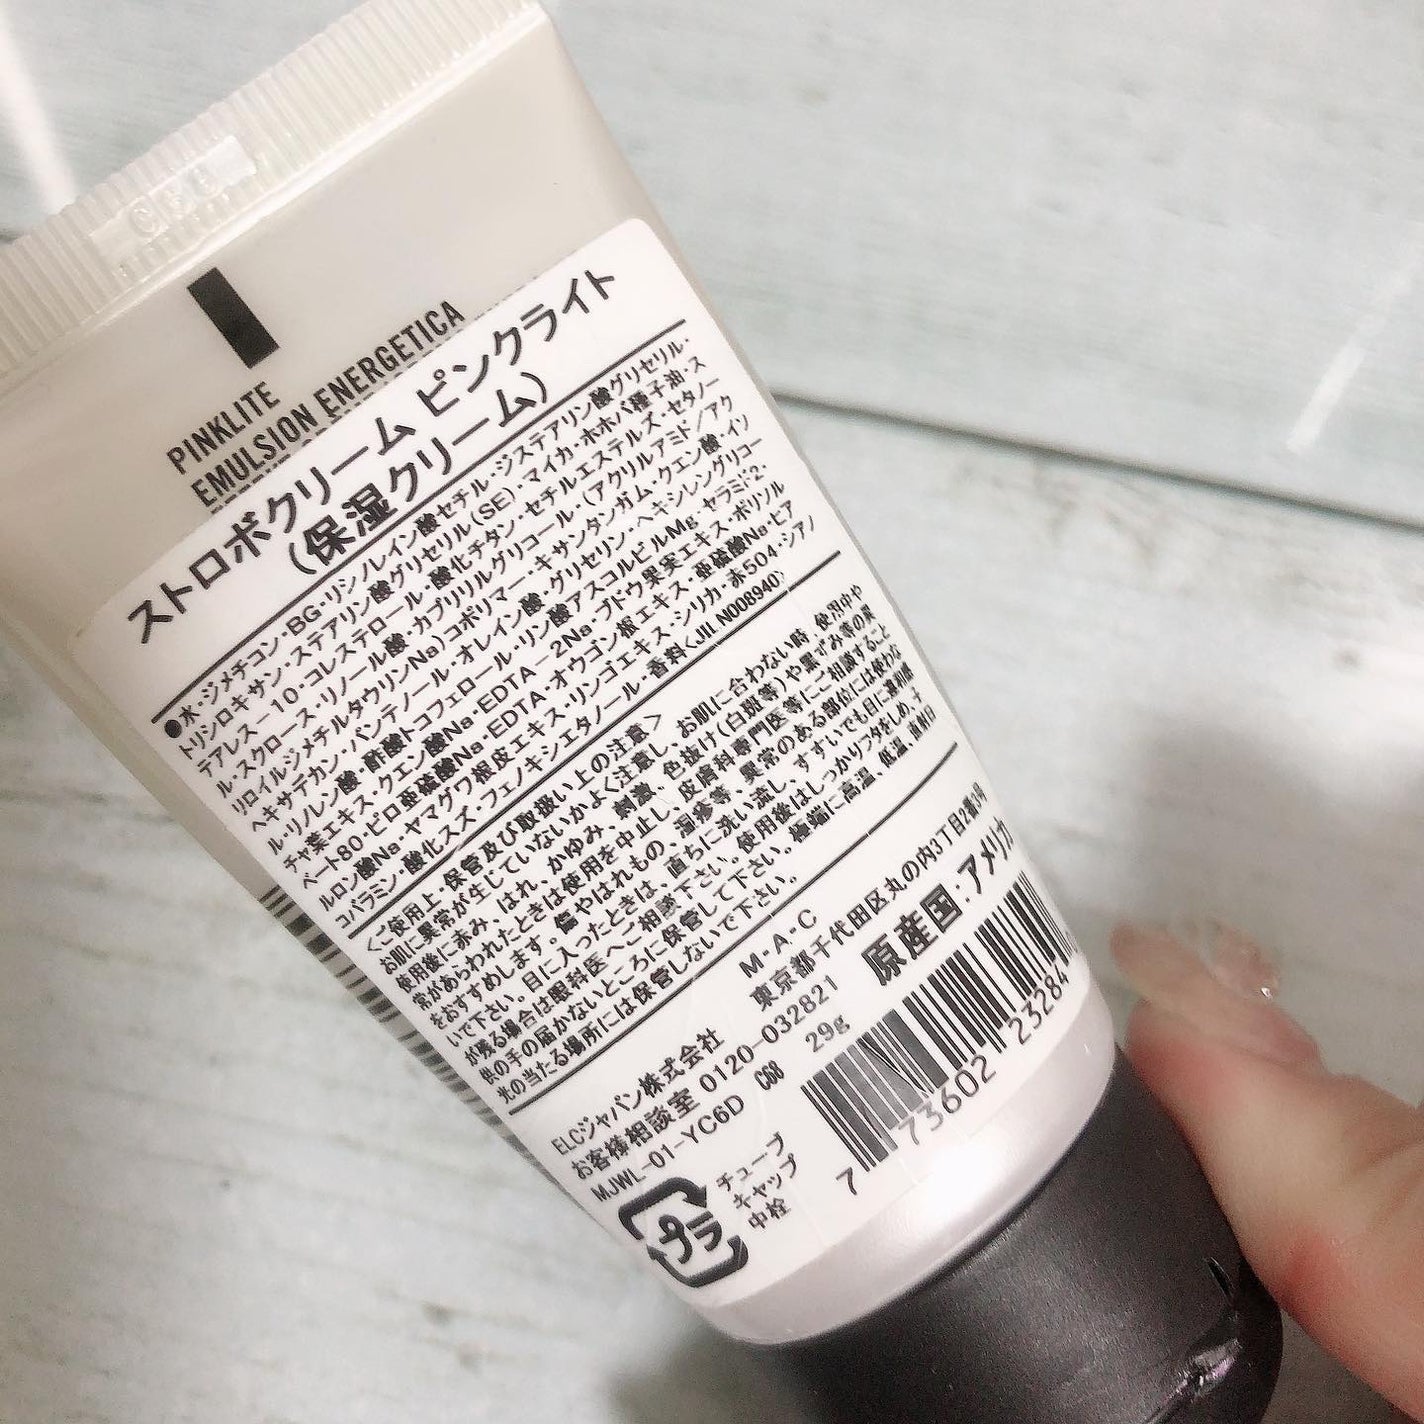 C68
PINKLITE
EMULSION ENERGETICA
ストロボクリーム ピンクライト
(保湿クリーム)
●水・ジメチコン・BG・リシノレイン酸セチル・ジステアリン酸グリセリル・
トリシロキサン・ステアリン酸グリセリル(SE)・マイカ・ホホバ種子油・ス
テアレス-10・コレステロール・酸化チタン・セチルエステルズ・セタノー
ル・スクロース・リノール酸・カプリリルグリコール・(アクリルアミド/アク
リロイルジメチルタウリンNa)コポリマー・キサンタンガム・クエン酸・イソ
ヘキサデカン・パンテノール・オレイン酸・グリセリン・ヘキシレングリコー
ル・リノレン酸・酢酸トコフェロール・リン酸アスコルビルMg・セラミド2・
チャ葉エキス・クエン酸Na・EDTA-2Na・ブドウ果実エキス・ポリソル
ベート80・ピロ亜硫酸Na・EDTA・オウゴン根エキス・亜硫酸Na・ヒア
ルロン酸Na・ヤマグワ根皮エキス・リンゴエキス・シリカ・赤504・シアノ
コバラミン・酸化スズ・フェノキシエタノール・香料<JIL N008940>
<ご使用上・保管及び取扱い上の注意>
お肌に異常が生じていないかよく注意し、お肌に合わない時、使用中や
使用後に赤み、はれ、かゆみ、刺激、色抜け(白斑等)や黒ずみ等の異
常があらわれたときは使用を中止し、皮膚科専門医等にご相談すること
をおすすめします。傷やはれもの、湿疹等、異常のある部位には使わな
いで下さい。目に入ったときは、直ちに洗い流し、すすいでも目に違和感
が残る場合は眼科医へご相談下さい。使用後はしっかりフタをしめ、子
供の手の届かないところに保管して下さい。極端に高温、低温、直射日
光の当たる場所には保管しないで下さい。
ELCジャパン株式会社 M・A・C
東京都千代田区丸の内3丁目2番3号
お客様相談室 0120-032821
原産国:アメリカ
MJWL-01-YC6D C68 29g
プラ
チューブ
キャップ
中栓
7 73602 23284